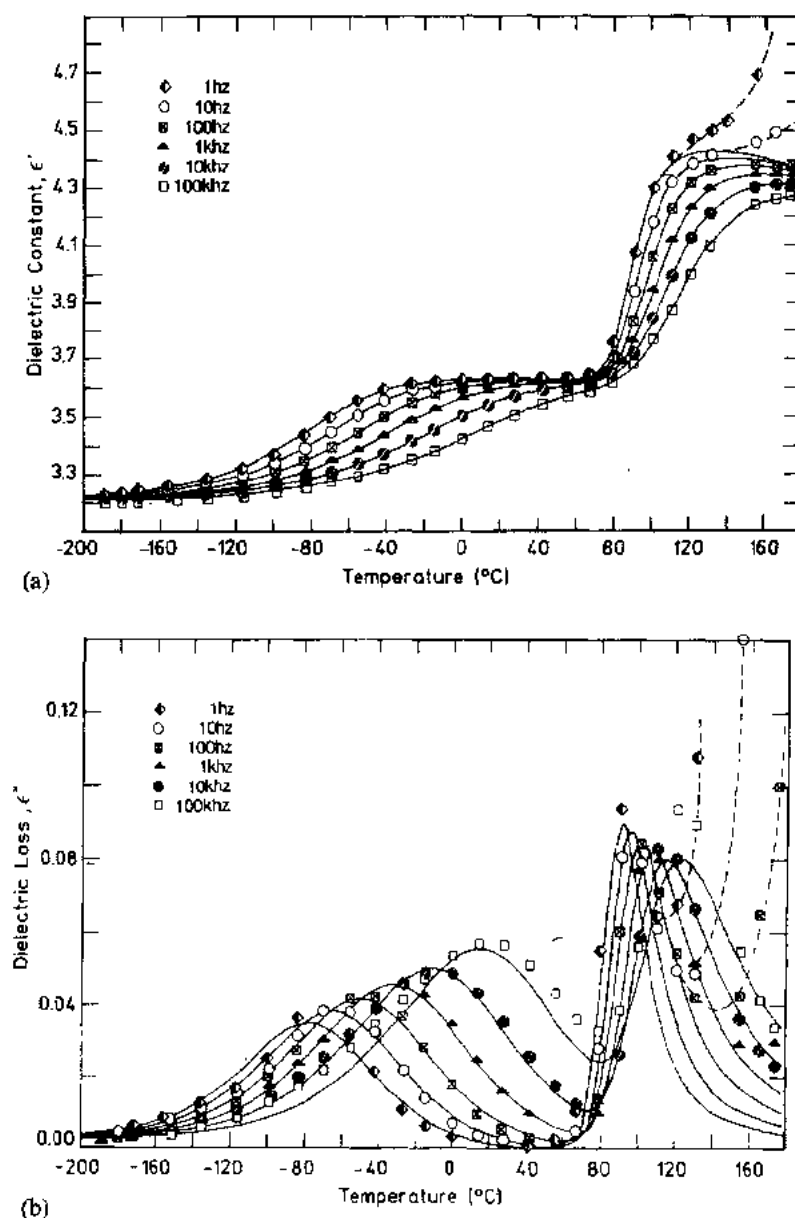 4.7
4.5
4.3
4.1
3.9
3.7
3.5
3.3
Dielectric Constant, ε'
1hz
10hz
100hz
1khz
10khz
100khz
-200 -160 -120 -80 -40 0 40 80 120 160
Temperature (°C)
(a)
0.12
0.08
0.04
0.00
Dielectric Loss, ε"
1hz
10hz
100hz
1khz
10khz
100khz
-200 -160 -120 -80 -40 0 40 80 120 160
Temperature (°C)
(b)